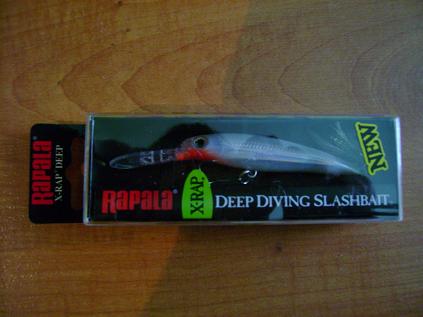 RAPALA
X-RAP DEEP
NEW
RAPALA
X-RAP
DEEP DIVING SLASHBAIT